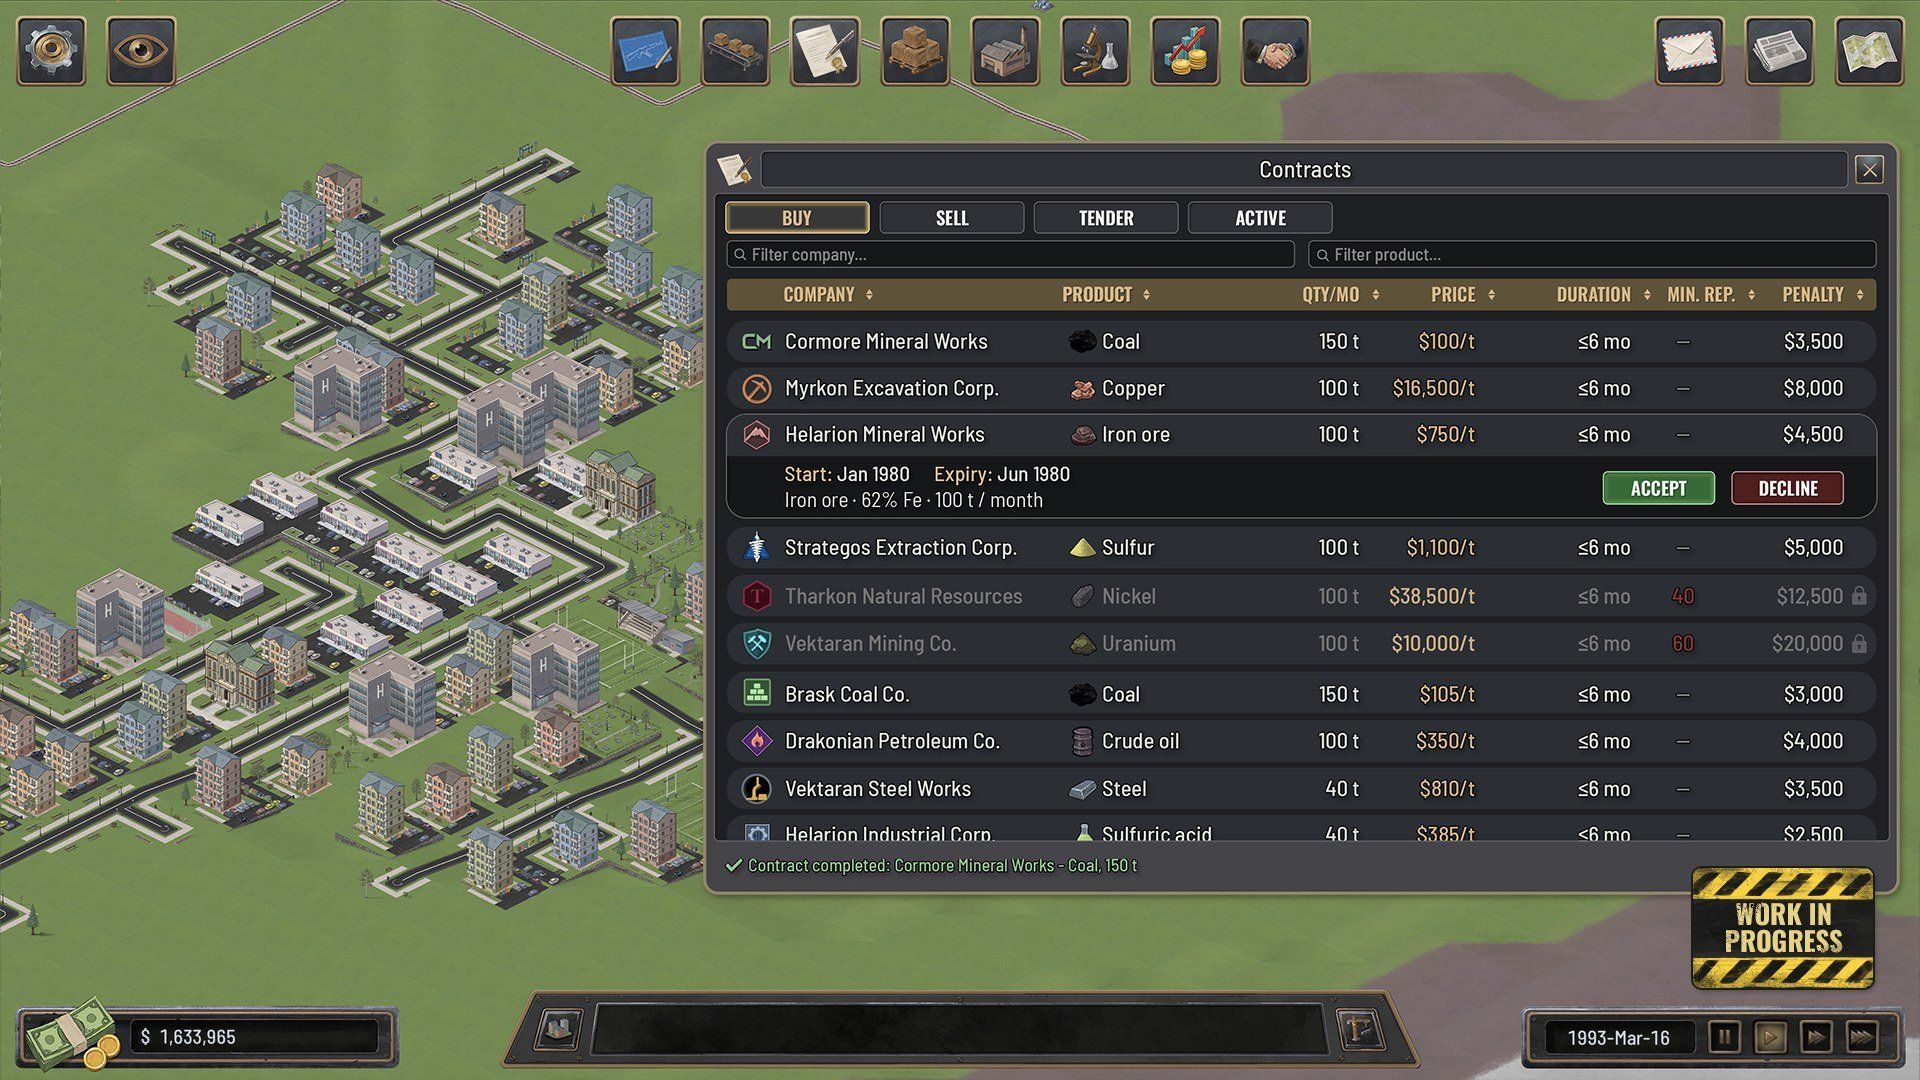 Contracts
BUY SELL TENDER ACTIVE
Filter company... Filter product...
COMPANY PRODUCT QTY/MO PRICE DURATION MIN. REP. PENALTY
CM Cormore Mineral Works Coal 150 t $100/t ≤6 mo — $3,500
Myrkon Excavation Corp. Copper 100 t $16,500/t ≤6 mo — $8,000
Helarion Mineral Works Iron ore 100 t $750/t ≤6 mo — $4,500
Start: Jan 1980 Expiry: Jun 1980
Iron ore · 62% Fe · 100 t / month
ACCEPT DECLINE
Strategos Extraction Corp. Sulfur 100 t $1,100/t ≤6 mo — $5,000
T Tharkon Natural Resources Nickel 100 t $38,500/t ≤6 mo 40 $12,500
Vektaran Mining Co. Uranium 100 t $10,000/t ≤6 mo 60 $20,000
Brask Coal Co. Coal 150 t $105/t ≤6 mo — $3,000
Drakonian Petroleum Co. Crude oil 100 t $350/t ≤6 mo — $4,000
Vektaran Steel Works Steel 40 t $810/t ≤6 mo — $3,500
Helarion Industrial Corp. Sulfuric acid 40 t $385/t ≤6 mo — $2,500
Contract completed: Cormore Mineral Works - Coal, 150 t
WORK IN
PROGRESS
$ 1,633,965
1993-Mar-16
H
H
H
H
H
H